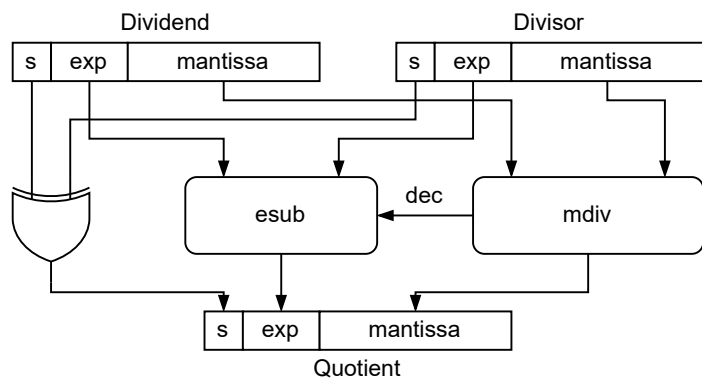 Dividend Divisor
s exp mantissa s exp mantissa
dec
esub mdiv
s exp mantissa
Quotient